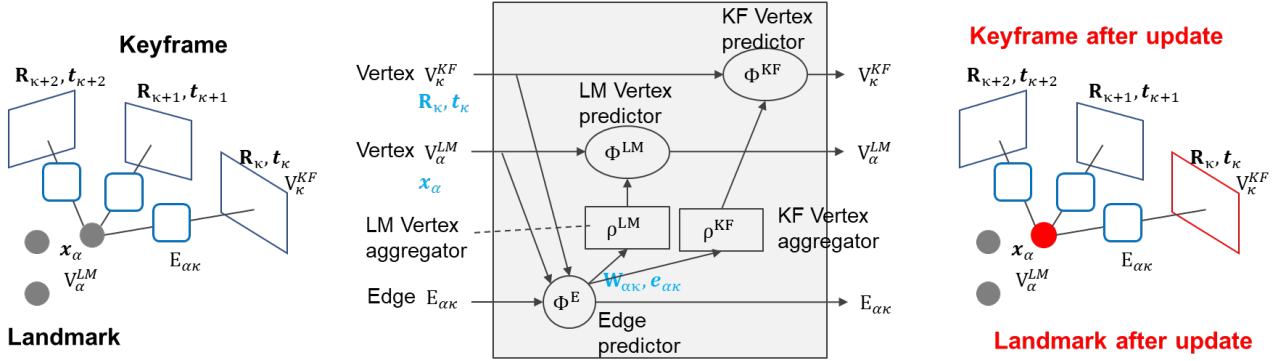 Keyframe
R_{κ+2}, t_{κ+2}
R_{κ+1}, t_{κ+1}
R_κ, t_κ
V_κ^{KF}
x_α
V_α^{LM}
E_{ακ}
Landmark
KF Vertex
predictor
Vertex V_κ^{KF}
R_κ, t_κ
Φ^{KF}
V_κ^{KF}
LM Vertex
predictor
Vertex V_α^{LM}
x_α
Φ^{LM}
V_α^{LM}
LM Vertex
aggregator
ρ^{LM}
ρ^{KF}
KF Vertex
aggregator
W_{ακ}, e_{ακ}
Edge E_{ακ}
Φ^E
E_{ακ}
Edge
predictor
Keyframe after update
R_{κ+2}, t_{κ+2}
R_{κ+1}, t_{κ+1}
R_κ, t_κ
V_κ^{KF}
x_α
V_α^{LM}
E_{ακ}
Landmark after update